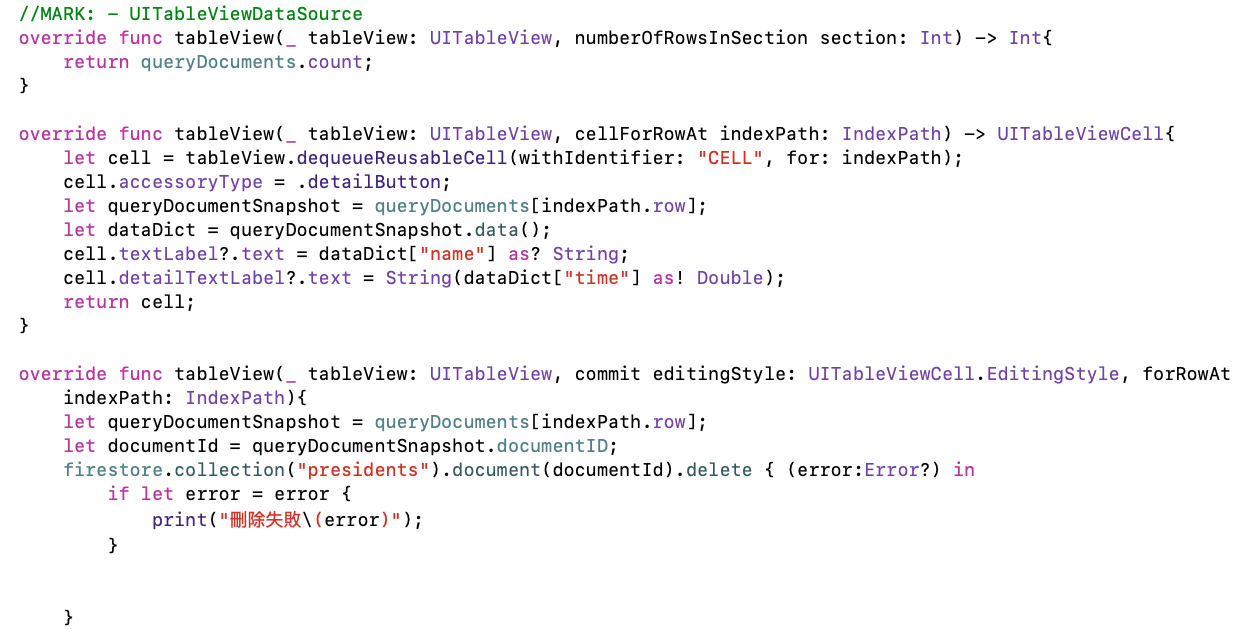 //MARK: - UITableViewDataSource
override func tableView(_ tableView: UITableView, numberOfRowsInSection section: Int) -> Int{
    return queryDocuments.count;
}

override func tableView(_ tableView: UITableView, cellForRowAt indexPath: IndexPath) -> UITableViewCell{
    let cell = tableView.dequeueReusableCell(withIdentifier: "CELL", for: indexPath);
    cell.accessoryType = .detailButton;
    let queryDocumentSnapshot = queryDocuments[indexPath.row];
    let dataDict = queryDocumentSnapshot.data();
    cell.textLabel?.text = dataDict["name"] as? String;
    cell.detailTextLabel?.text = String(dataDict["time"] as! Double);
    return cell;
}

override func tableView(_ tableView: UITableView, commit editingStyle: UITableViewCell.EditingStyle, forRowAt
    indexPath: IndexPath){
    let queryDocumentSnapshot = queryDocuments[indexPath.row];
    let documentId = queryDocumentSnapshot.documentID;
    firestore.collection("presidents").document(documentId).delete { (error:Error?) in
        if let error = error {
            print("刪除失敗\(error)");
        }


    }